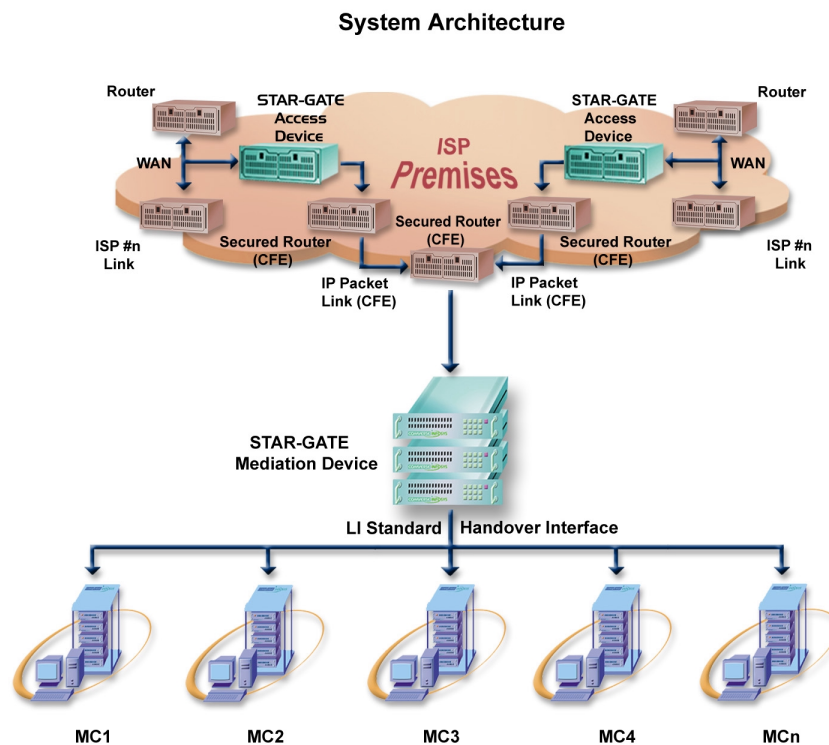 System Architecture
Router
STAR-GATE
Access
Device
STAR-GATE
Access
Device
Router
ISP
Premises
WAN
WAN
ISP #n
Link
Secured Router
(CFE)
Secured Router
(CFE)
Secured Router
(CFE)
ISP #n
Link
IP Packet
Link (CFE)
IP Packet
Link (CFE)
STAR-GATE
Mediation Device
LI Standard
Handover Interface
MC1
MC2
MC3
MC4
MCn